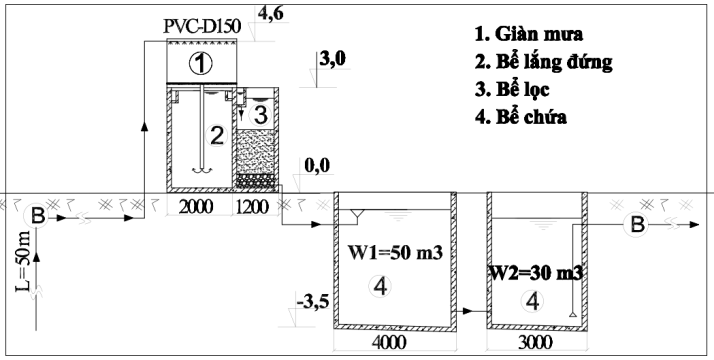 4,6
PVC-D150
1. Giàn mưa
2. Bể lắng đứng
3. Bể lọc
4. Bể chứa
3,0
1
3
2
0,0
B
2000
1200
B
L=50m
W1=50 m3
W2=30 m3
4
4
-3,5
4000
3000